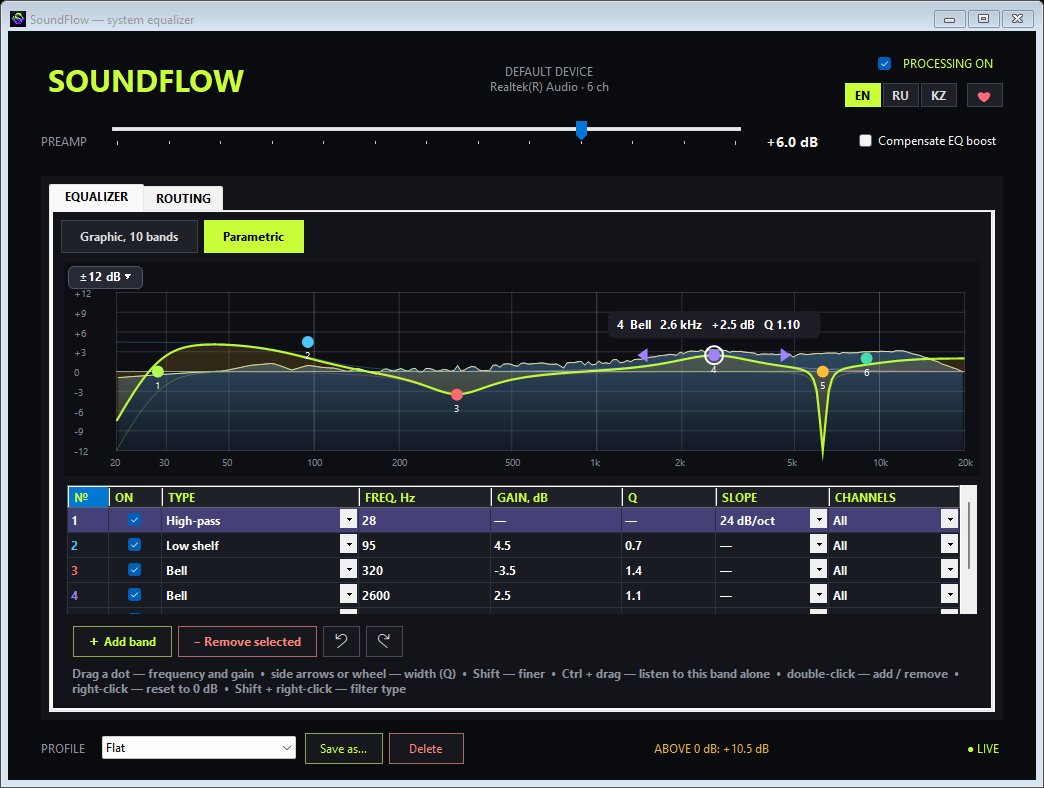 SoundFlow — system equalizer
SOUNDFLOW
DEFAULT DEVICE
Realtek(R) Audio · 6 ch
PROCESSING ON
EN RU KZ
PREAMP
+6.0 dB
Compensate EQ boost
EQUALIZER ROUTING
Graphic, 10 bands Parametric
±12 dB
+12
+9
+6
+3
0
-3
-6
-9
-12
4 Bell 2.6 kHz +2.5 dB Q 1.10
1 2 3 4 5 6
20 30 50 100 200 500 1k 2k 5k 10k 20k
№ ON TYPE FREQ, Hz GAIN, dB Q SLOPE CHANNELS
1 High-pass 28 — — 24 dB/oct All
2 Low shelf 95 4.5 0.7 — All
3 Bell 320 -3.5 1.4 — All
4 Bell 2600 2.5 1.1 — All
+ Add band – Remove selected
Drag a dot — frequency and gain • side arrows or wheel — width (Q) • Shift — finer • Ctrl + drag — listen to this band alone • double-click — add / remove •
right-click — reset to 0 dB • Shift + right-click — filter type
PROFILE Flat Save as... Delete
ABOVE 0 dB: +10.5 dB
● LIVE